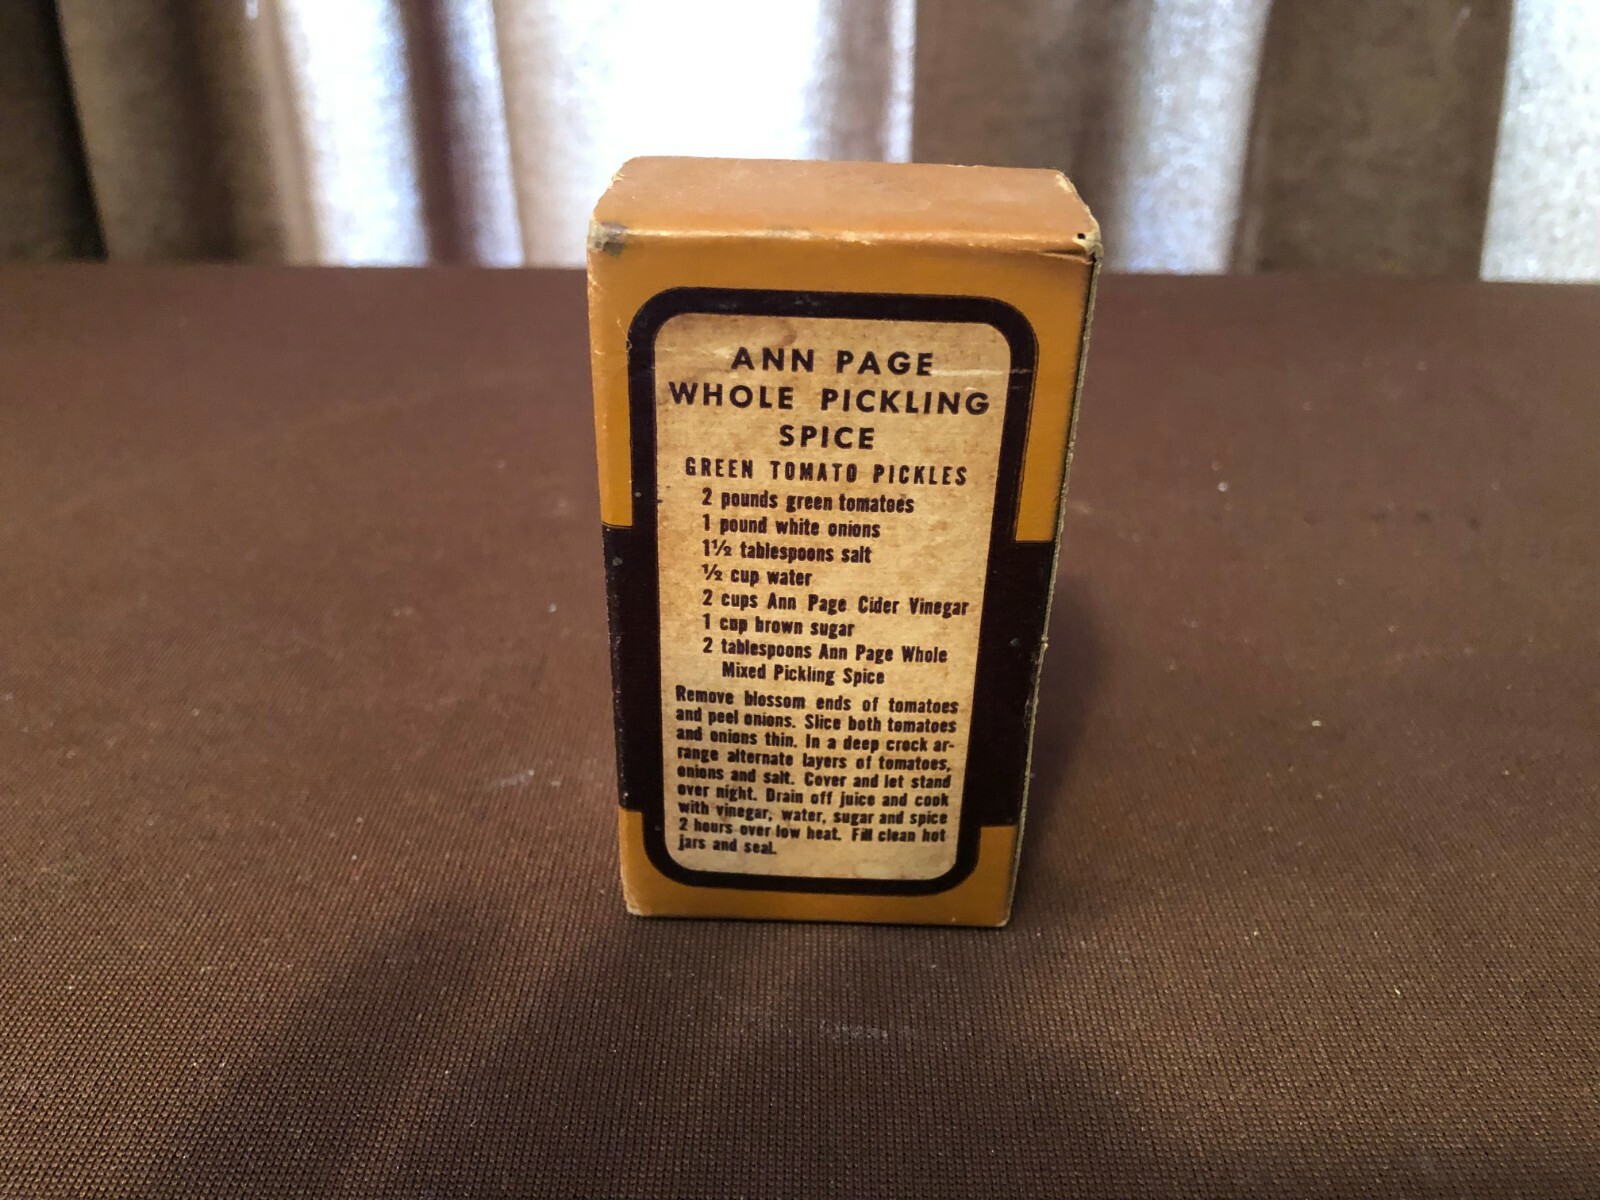 ANN PAGE
WHOLE PICKLING
SPICE
GREEN TOMATO PICKLES
2 pounds green tomatoes
1 pound white onions
1½ tablespoons salt
½ cup water
2 cups Ann Page Cider Vinegar
1 cup brown sugar
2 tablespoons Ann Page Whole
Mixed Pickling Spice
Remove blossom ends of tomatoes
and peel onions. Slice both tomatoes
and onions thin. In a deep crock ar-
range alternate layers of tomatoes,
onions and salt. Cover and let stand
over night. Drain off juice and cook
with vinegar, water, sugar and spice
2 hours over low heat. Fill clean hot
jars and seal.